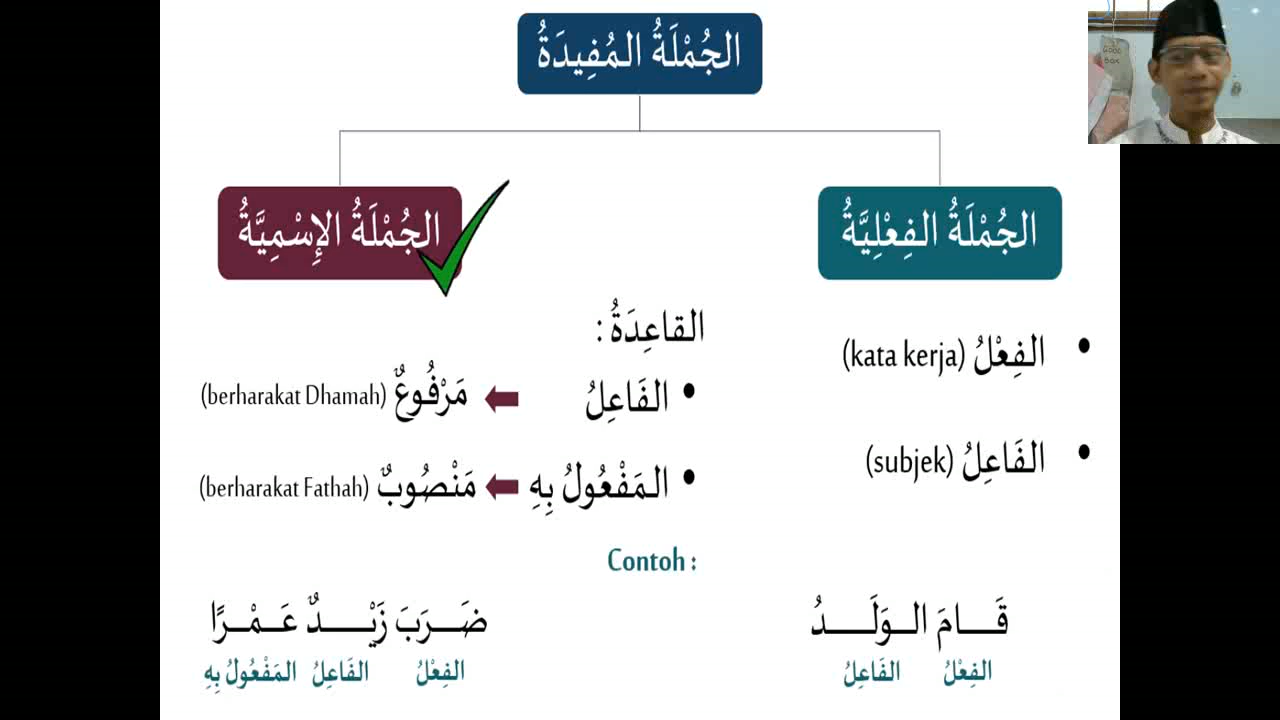 الجُمْلَةُ المُفِيدَةُ
الجُمْلَةُ الفِعْلِيَّةُ
الجُمْلَةُ الإِسْمِيَّةُ
الفِعْلُ (kata kerja)
الفَاعِلُ (subjek)
القاعِدَةُ :
الفَاعِلُ مَرْفُوعٌ (berharakat Dhamah)
المَفْعُولُ بِهِ مَنْصُوبٌ (berharakat Fathah)
Contoh :
قَامَ الوَلَدُ
الفِعْلُ الفَاعِلُ
ضَرَبَ زَيْدٌ عَمْرًا
الفِعْلُ الفَاعِلُ المَفْعُولُ بِهِ